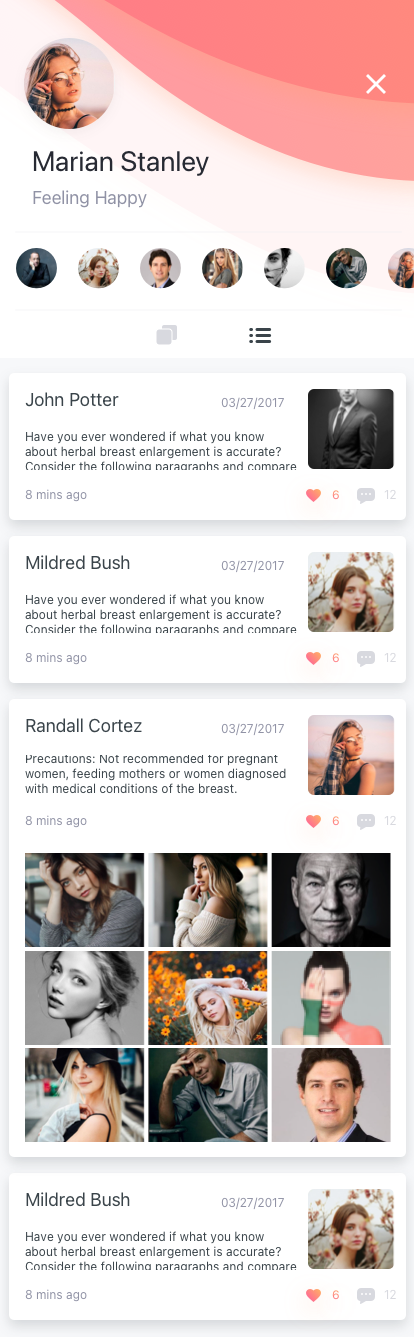 Marian Stanley
Feeling Happy
John Potter
03/27/2017
Have you ever wondered if what you know
about herbal breast enlargement is accurate?
Consider the following paragraphs and compare
8 mins ago
6
12
Mildred Bush
03/27/2017
Have you ever wondered if what you know
about herbal breast enlargement is accurate?
Consider the following paragraphs and compare
8 mins ago
6
12
Randall Cortez
03/27/2017
Precautions: Not recommended for pregnant
women, feeding mothers or women diagnosed
with medical conditions of the breast.
8 mins ago
6
12
Mildred Bush
03/27/2017
Have you ever wondered if what you know
about herbal breast enlargement is accurate?
Consider the following paragraphs and compare
8 mins ago
6
12